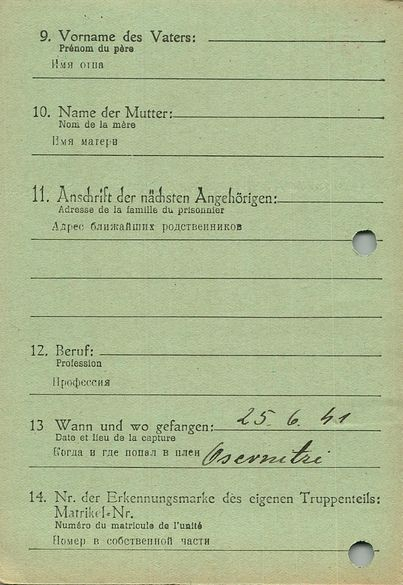 9. Vorname des Vaters:
Prénom du père
Имя отца
10. Name der Mutter:
Nom de la mère
Имя матери
11. Anschrift der nächsten Angehörigen:
Adresse de la famille du prisonnier
Адрес ближайших родственников
12. Beruf:
Profession
Профессия
13 Wann und wo gefangen: 25. 6. 41
Date et lieu de la capture
Когда и где попал в плен Osernitzi
14. Nr. der Erkennungsmarke des eigenen Truppenteils:
Matrikel-Nr.
Numéro du matricule de l'unité
Номер в собственной части